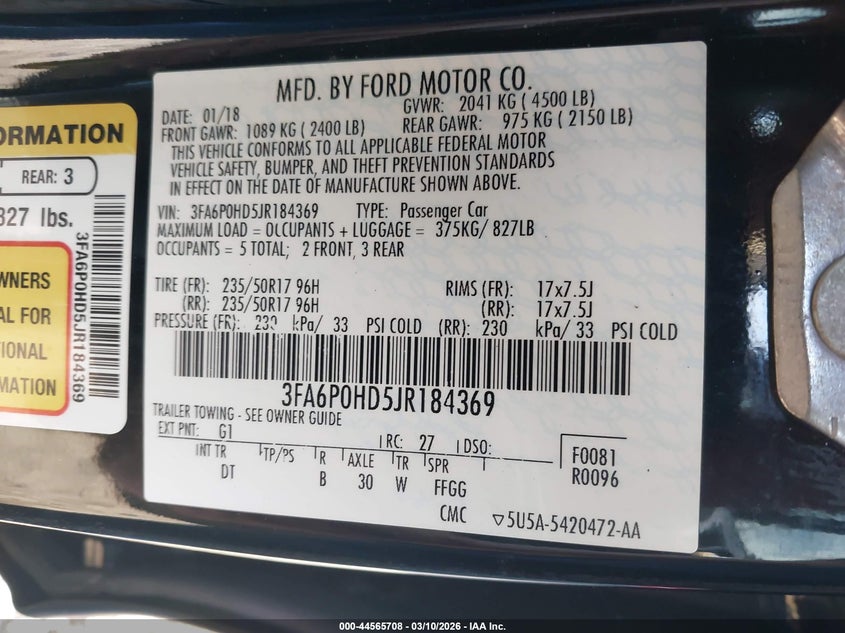 ORMATION
REAR: 3
827 lbs.
WNERS
AL FOR
TIONAL
RMATION
3FA6P0HD5JR184369
MFD. BY FORD MOTOR CO.
DATE: 01/18 GVWR: 2041 KG ( 4500 LB)
FRONT GAWR: 1089 KG ( 2400 LB) REAR GAWR: 975 KG ( 2150 LB)
THIS VEHICLE CONFORMS TO ALL APPLICABLE FEDERAL MOTOR
VEHICLE SAFETY, BUMPER, AND THEFT PREVENTION STANDARDS
IN EFFECT ON THE DATE OF MANUFACTURE SHOWN ABOVE.
VIN: 3FA6P0HD5JR184369 TYPE: Passenger Car
MAXIMUM LOAD = OCCUPANTS + LUGGAGE = 375KG/ 827LB
OCCUPANTS = 5 TOTAL; 2 FRONT, 3 REAR
TIRE (FR): 235/50R17 96H RIMS (FR): 17x7.5J
(RR): 235/50R17 96H (RR): 17x7.5J
PRESSURE (FR): 230 kPa/ 33 PSI COLD (RR): 230 kPa/ 33 PSI COLD
3FA6P0HD5JR184369
TRAILER TOWING - SEE OWNER GUIDE
EXT PNT: G1 RC: 27 DSO:
INT TR TP/PS R AXLE TR SPR
DT B 30 W FFGG
F0081
R0096
CMC ▽5U5A-5420472-AA
000-44565708 — 03/10/2026 — IAA Inc.